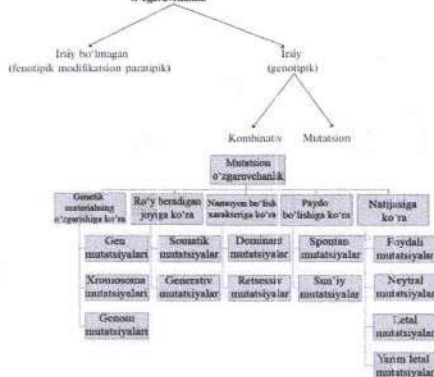 o'zgaruvchanlik
Irsiy bo'lmagan
(fenotipik modifikatsion paratipik)
Irsiy
(genotipik)
Kombinativ
Mutatsion
Mutatsion
o'zgaruvchanlik
Genetik
materialning
o'zgarishiga ko'ra
Ro'y beradigan
joyiga ko'ra
Namoyon bo'lish
xarakteriga ko'ra
Paydo
bo'lishiga ko'ra
Natijasiga
ko'ra
Gen
mutatsiyalari
Somatik
mutatsiyalar
Dominant
mutatsiyalar
Spontan
mutatsiyalar
Foydali
mutatsiyalar
Xromosoma
mutatsiyalari
Generativ
mutatsiyalar
Retsessiv
mutatsiyalar
Sun'iy
mutatsiyalar
Neytral
mutatsiyalar
Genom
mutatsiyalari
Letal
mutatsiyalar
Yarim letal
mutatsiyalar